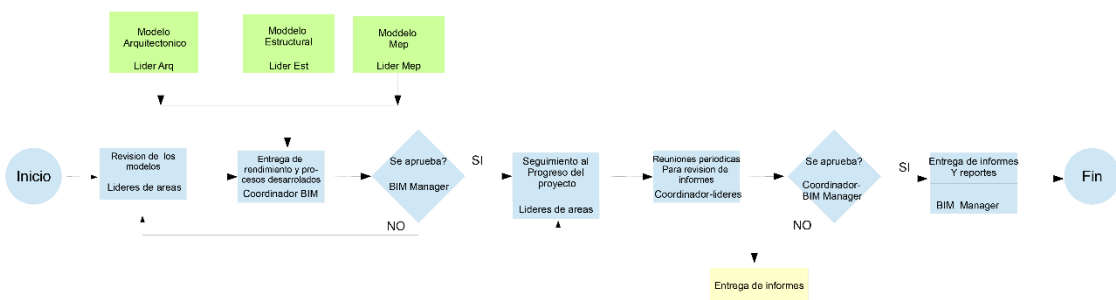 Modelo
Arquitectonico
Lider Arq
Moddelo
Estructural
Lider Est
Moddelo
Mep
Lider Mep
Inicio
Revision de los
modelos
Lideres de areas
Entrega de
rendimiento y pro-
cesos desarrolados
Coordinador BIM
Se aprueba?
BIM Manager
SI
NO
Seguimiento al
Progreso del
proyecto
Lideres de areas
Reuniones periodicas
Para revision de
informes
Coordinador-lideres
Se aprueba?
Coordinador-
BIM Manager
SI
NO
Entrega de informes
Entrega de informes
Y reportes
BIM Manager
Fin